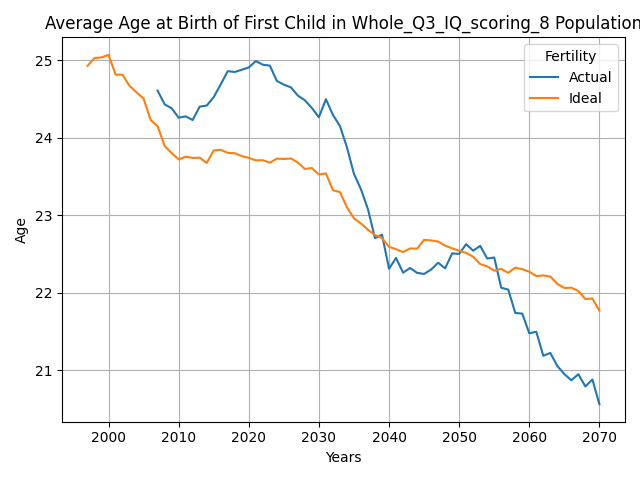 Average Age at Birth of First Child in Whole_Q3_IQ_scoring_8 Population
Fertility
Actual
Ideal
25
24
23
22
21
Age
2000 2010 2020 2030 2040 2050 2060 2070
Years